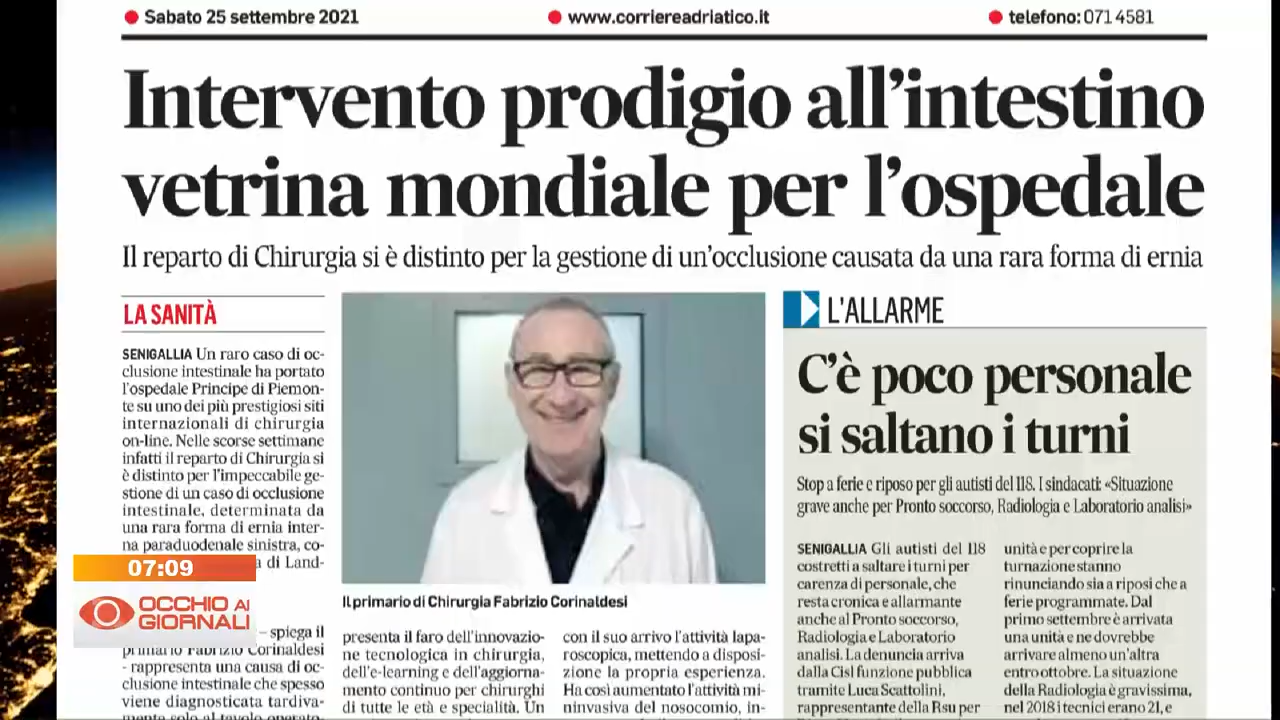 Sabato 25 settembre 2021
www.corriereadriatico.it
telefono: 071 4581
Intervento prodigio all'intestino
vetrina mondiale per l'ospedale
Il reparto di Chirurgia si è distinto per la gestione di un'occlusione causata da una rara forma di ernia
LA SANITÀ
SENIGALLIA Un raro caso di oc-
clusione intestinale ha portato
l'ospedale Principe di Piemon-
te su uno dei più prestigiosi siti
internazionali di chirurgia
on-line. Nelle scorse settimane
infatti il reparto di Chirurgia si
è distinto per l'impeccabile ge-
stione di un caso di occlusione
intestinale, determinata da
una rara forma di ernia inter-
na paraduodenale sinistra, co-
di Land-
– spiega il
primario Fabrizio Corinaldesi
- rappresenta una causa di oc-
clusione intestinale che spesso
viene diagnosticata tardiva-
mente solo al tavolo operato-
Il primario di Chirurgia Fabrizio Corinaldesi
presenta il faro dell'innovazio-
ne tecnologica in chirurgia,
dell'e-learning e dell'aggiorna-
mento continuo per chirurghi
di tutte le età e specialità. Un
con il suo arrivo l'attività lapa-
roscopica, mettendo a disposi-
zione la propria esperienza.
Ha così aumentato l'attività mi-
ninvasiva del nosocomio, in-
L'ALLARME
C'è poco personale
si saltano i turni
Stop a ferie e riposo per gli autisti del 118. I sindacati: «Situazione
grave anche per Pronto soccorso, Radiologia e Laboratorio analisi»
SENIGALLIA Gli autisti del 118
costretti a saltare i turni per
carenza di personale, che
resta cronica e allarmante
anche al Pronto soccorso,
Radiologia e Laboratorio
analisi. La denuncia arriva
dalla Cisl funzione pubblica
tramite Luca Scattolini,
rappresentante della Rsu per
unità e per coprire la
turnazione stanno
rinunciando sia a riposi che a
ferie programmate. Dal
primo settembre è arrivata
una unità e ne dovrebbe
arrivare almeno un'altra
entro ottobre. La situazione
della Radiologia è gravissima,
nel 2018 i tecnici erano 21, e
07:09
OCCHIO AI
GIORNALI